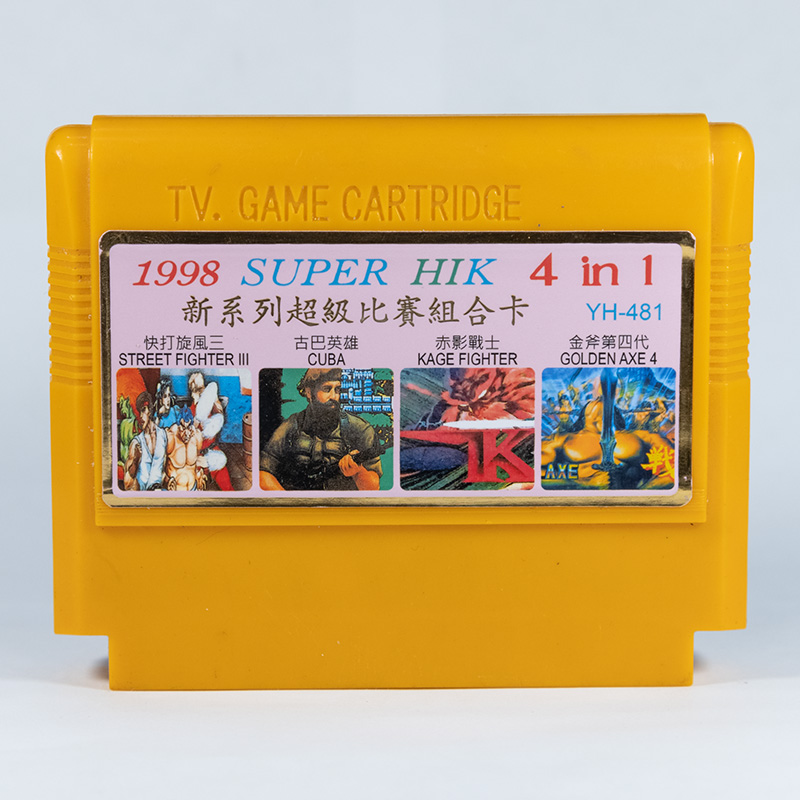 TV. GAME CARTRIDGE
1998 SUPER HIK 4 in 1
新系列超級比賽組合卡 YH-481
快打旋風三 古巴英雄 赤影戰士 金斧第四代
STREET FIGHTER III CUBA KAGE FIGHTER GOLDEN AXE 4
K AXE 戦